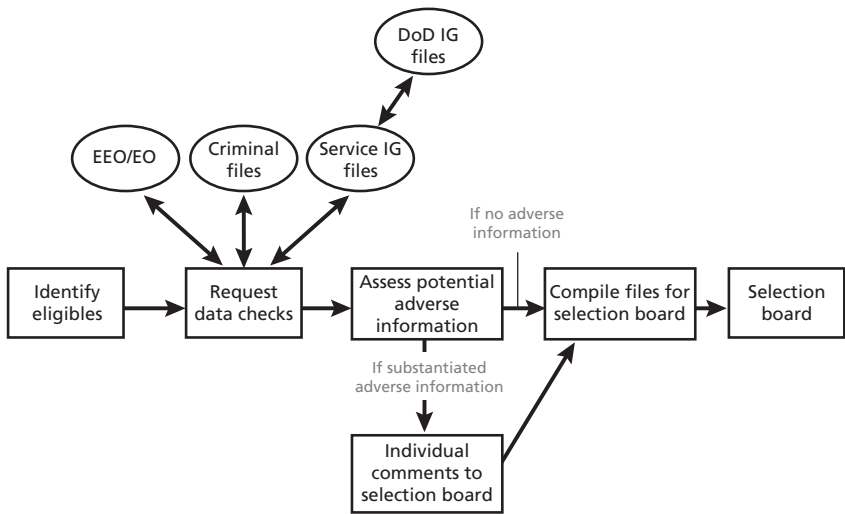 DoD IG
files
EEO/EO
Criminal
files
Service IG
files
If no adverse
information
Identify
eligibles
Request
data checks
Assess potential
adverse
information
Compile files for
selection board
Selection
board
If substantiated
adverse information
Individual
comments to
selection board